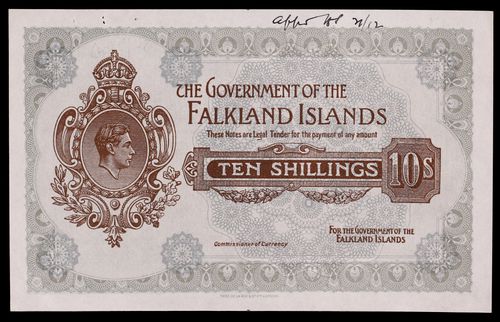 THE GOVERNMENT OF THE
FALKLAND ISLANDS
These Notes are Legal Tender for the payment of any amount
TEN SHILLINGS
10s
FOR THE GOVERNMENT OF THE
FALKLAND ISLANDS
Commissioner of Currency